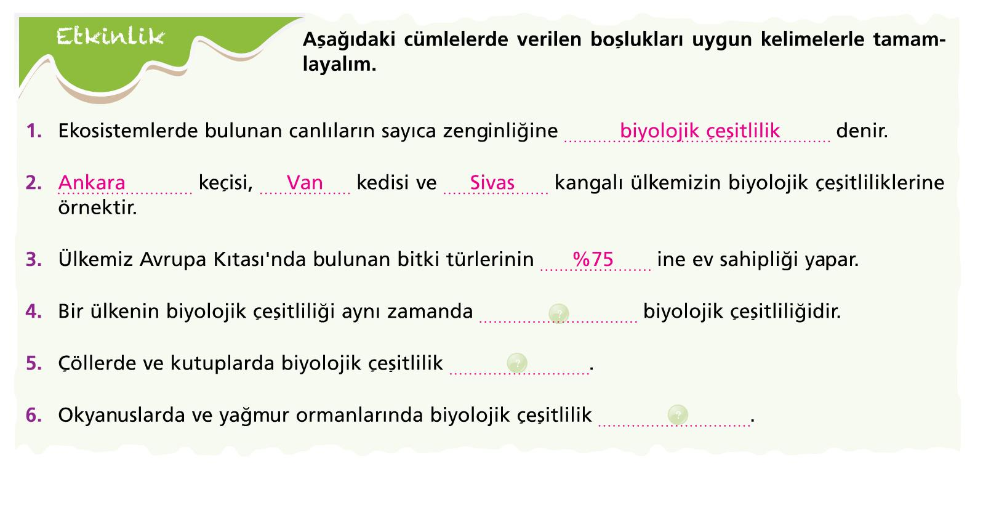 Etkinlik
Aşağıdaki cümlelerde verilen boşlukları uygun kelimelerle tamam-
layalım.
1. Ekosistemlerde bulunan canlıların sayıca zenginliğine biyolojik çeşitlilik denir.
2. Ankara keçisi, Van kedisi ve Sivas kangalı ülkemizin biyolojik çeşitliliklerine
örnektir.
3. Ülkemiz Avrupa Kıtası'nda bulunan bitki türlerinin %75 ine ev sahipliği yapar.
4. Bir ülkenin biyolojik çeşitliliği aynı zamanda ........ ? ........ biyolojik çeşitliliğidir.
5. Çöllerde ve kutuplarda biyolojik çeşitlilik ........ ? ........ .
6. Okyanuslarda ve yağmur ormanlarında biyolojik çeşitlilik ........ ? ........ .